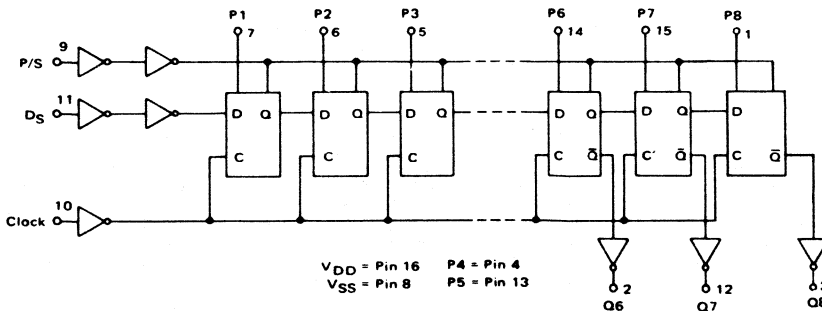 P1 P2 P3 P6 P7 P8
7 6 5 14 15 1
9
P/S
11
DS
D Q D Q D Q D Q D Q D
C C C C Q̅ C' Q̅ C Q̅
10
Clock
VDD = Pin 16 P4 = Pin 4
VSS = Pin 8 P5 = Pin 13
2 12
Q6 Q7 Q8